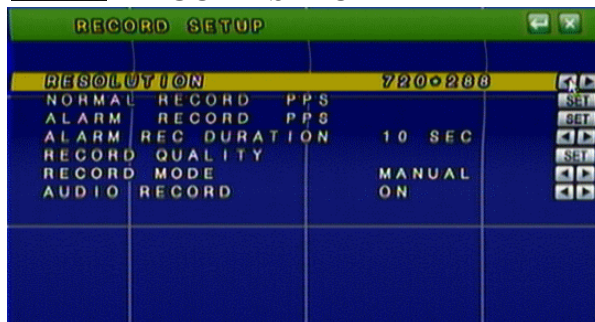 RECORD SETUP
RESOLUTION 720*288
NORMAL RECORD PPS SET
ALARM RECORD PPS SET
ALARM REC DURATION 10 SEC
RECORD QUALITY SET
RECORD MODE MANUAL
AUDIO RECORD ON